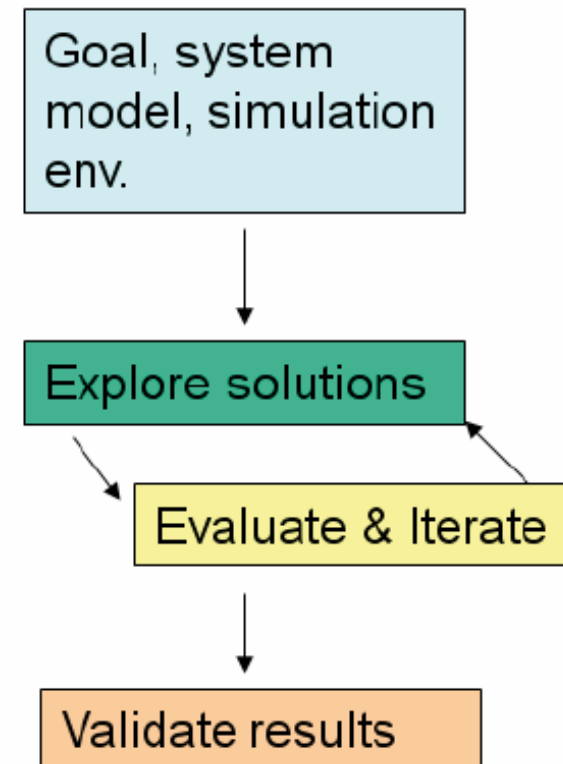 Goal, system
model, simulation
env.
Explore solutions
Evaluate & Iterate
Validate results